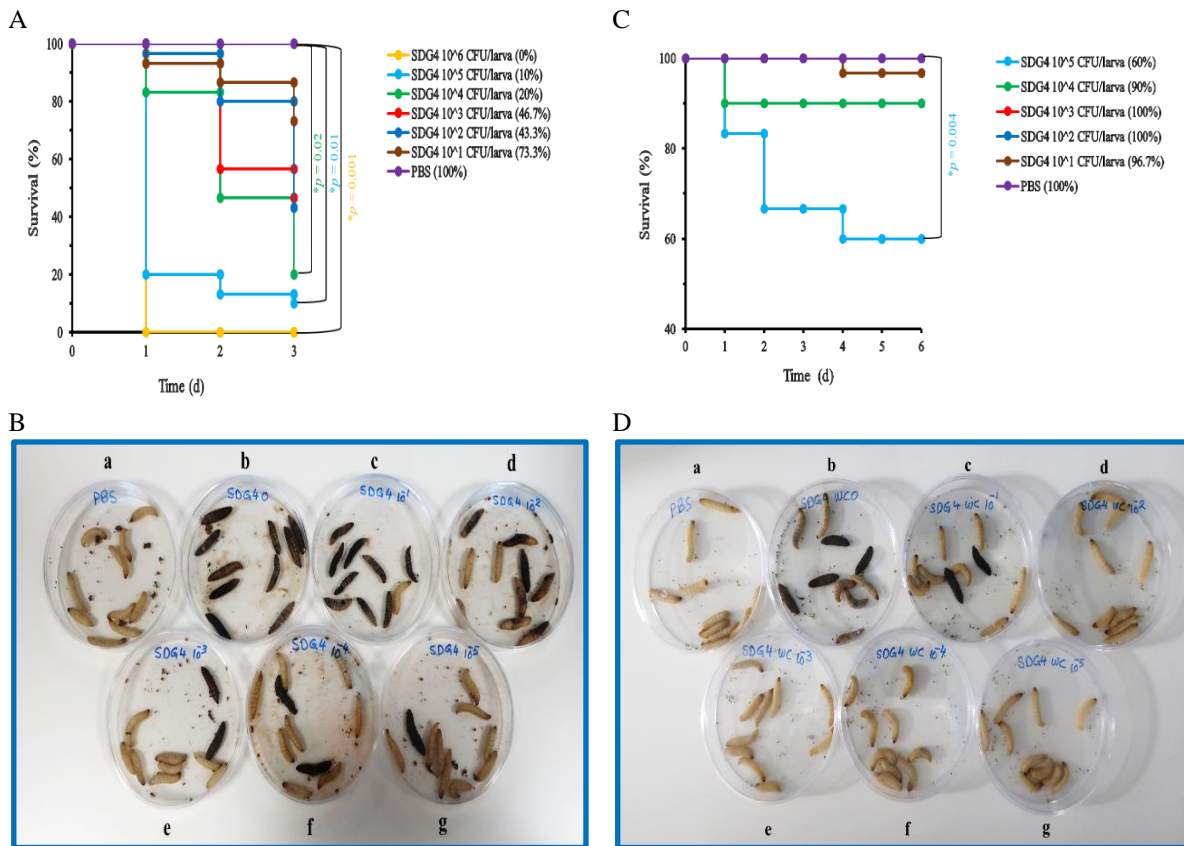 A
100
80
60
40
20
0
0 1 2 3
Survival (%)
Time (d)
SDG4 10^6 CFU/larva (0%)
SDG4 10^5 CFU/larva (10%)
SDG4 10^4 CFU/larva (20%)
SDG4 10^3 CFU/larva (46.7%)
SDG4 10^2 CFU/larva (43.3%)
SDG4 10^1 CFU/larva (73.3%)
PBS (100%)
*p = 0.02
*p = 0.01
*p = 0.001
C
100
80
60
40
0 1 2 3 4 5 6
Survival (%)
Time (d)
SDG4 10^5 CFU/larva (60%)
SDG4 10^4 CFU/larva (90%)
SDG4 10^3 CFU/larva (100%)
SDG4 10^2 CFU/larva (100%)
SDG4 10^1 CFU/larva (96.7%)
PBS (100%)
*p = 0.004
B
a b c d
PBS
SDG4 0
SDG4 10⁻¹
SDG4 10⁻²
SDG4 10⁻³
SDG4 10⁻⁴
SDG4 10⁻⁵
e f g
D
a b c d
PBS
SDG4 WC0
SDG4 WC 10⁻¹
SDG4 WC 10⁻²
SDG4 WC 10⁻³
SDG4 WC 10⁻⁴
SDG4 WC 10⁻⁵
e f g